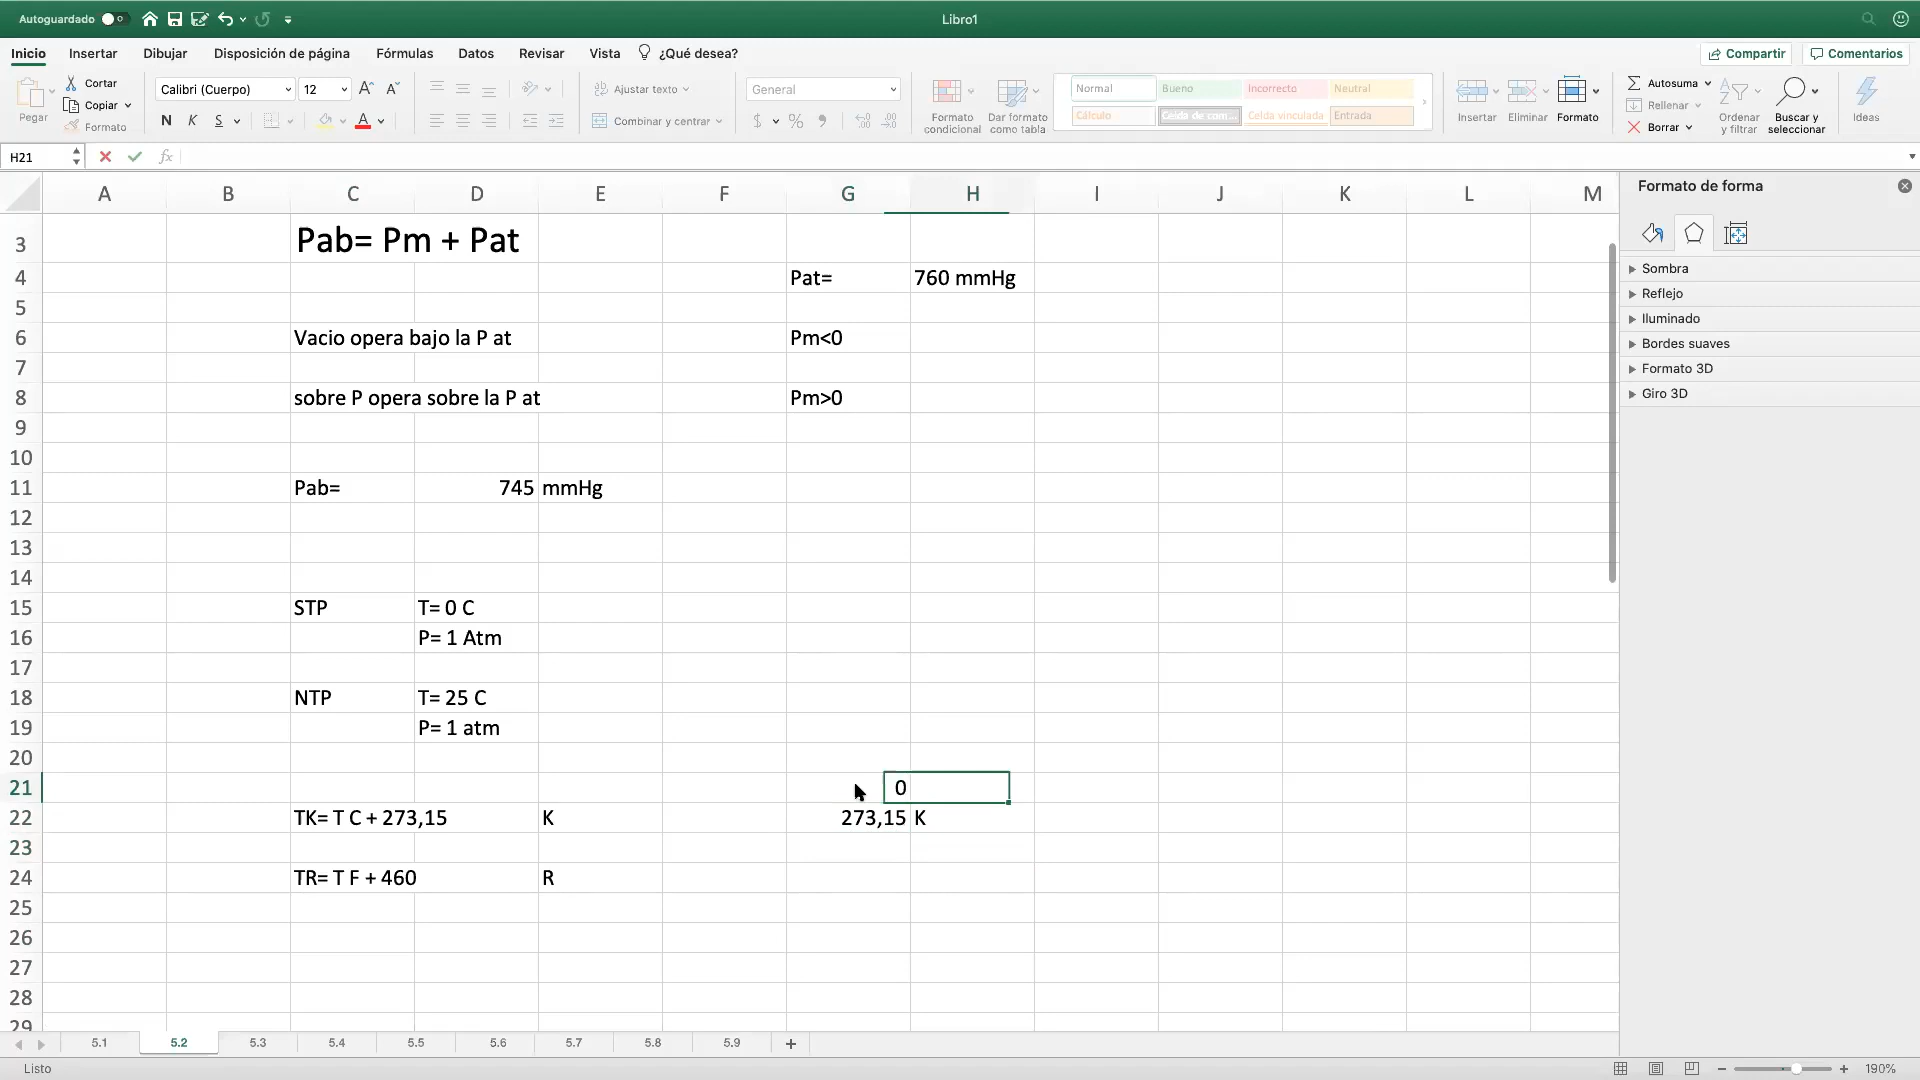 Autoguardado
Libro1
Inicio Insertar Dibujar Disposición de página Fórmulas Datos Revisar Vista ¿Qué desea? Compartir Comentarios
Pegar
Cortar
Copiar
Formato
Calibri (Cuerpo) 12 A A
N K S A
Ajustar texto
Combinar y centrar
General
$ %
Formato condicional
Dar formato como tabla
Normal Bueno Incorrecto Neutral
Cálculo Celda de com... Celda vinculada Entrada
Insertar Eliminar Formato
Autosuma
Rellenar
Borrar
Ordenar y filtrar
Buscar y seleccionar
Ideas
H21 fx
A B C D E F G H I J K L M
3 Pab= Pm + Pat
4 Pat= 760 mmHg
5
6 Vacio opera bajo la P at Pm<0
7
8 sobre P opera sobre la P at Pm>0
9
10
11 Pab= 745 mmHg
12
13
14
15 STP T= 0 C
16 P= 1 Atm
17
18 NTP T= 25 C
19 P= 1 atm
20
21 0
22 TK= T C + 273,15 K 273,15 K
23
24 TR= T F + 460 R
25
26
27
28
29
Formato de forma
Sombra
Reflejo
Iluminado
Bordes suaves
Formato 3D
Giro 3D
5.1 5.2 5.3 5.4 5.5 5.6 5.7 5.8 5.9 +
Listo
190%